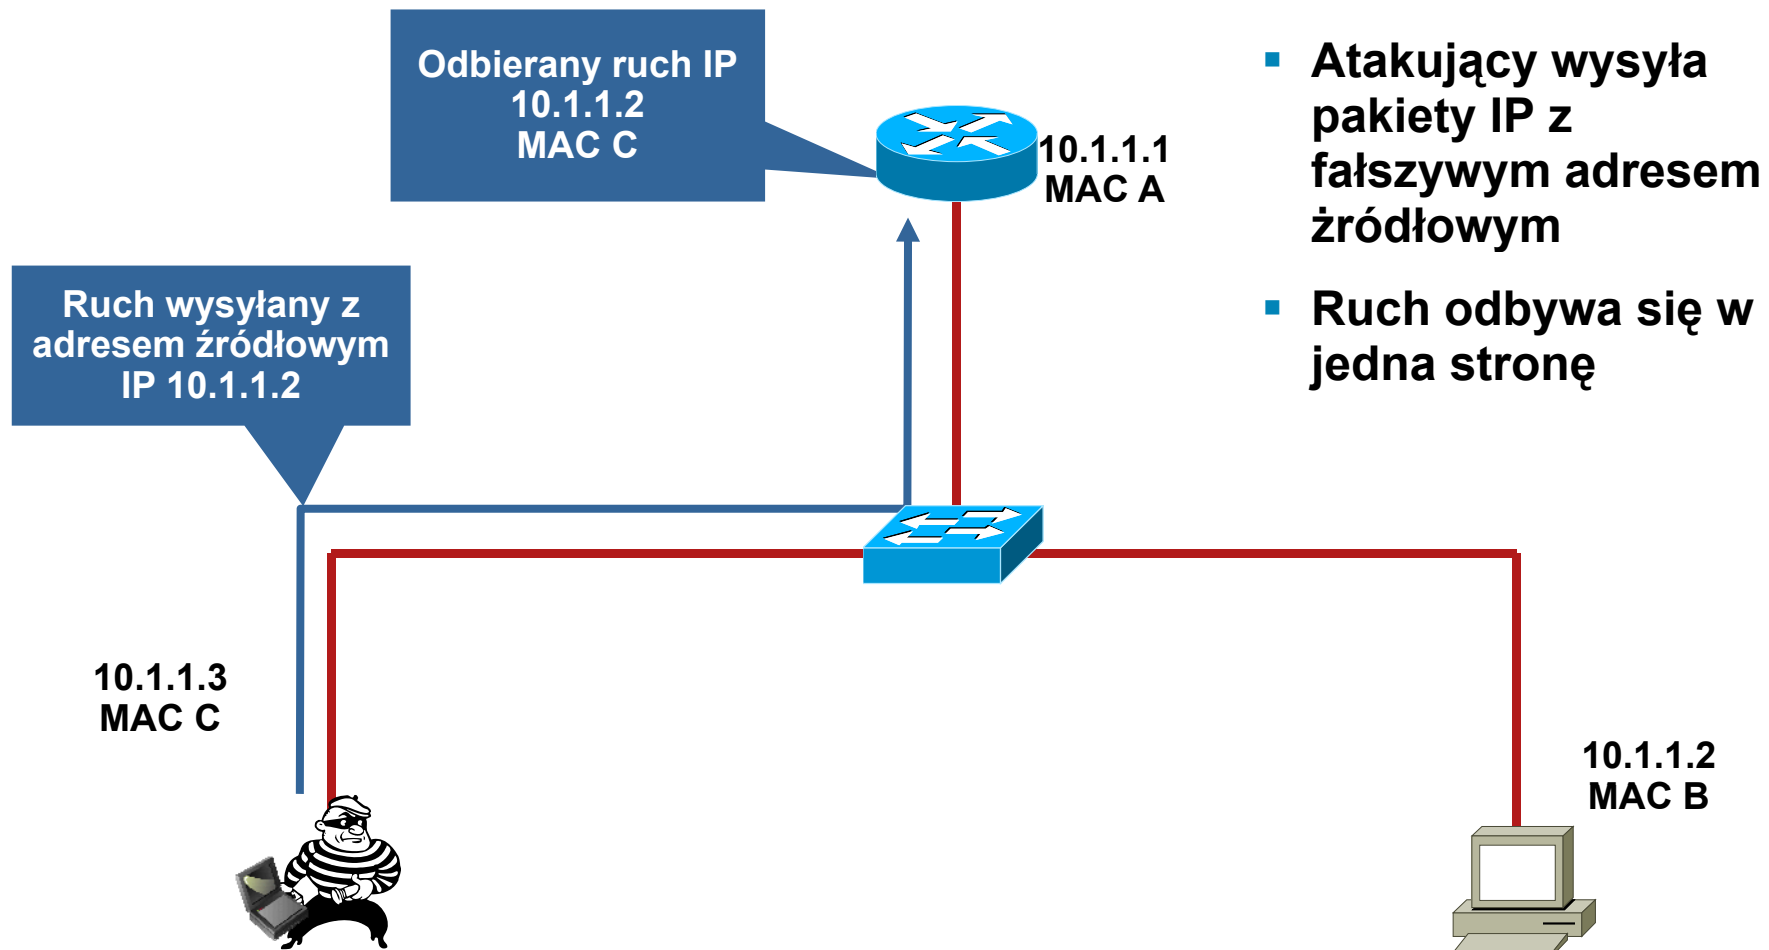 Odbierany ruch IP
10.1.1.2
MAC C
10.1.1.1
MAC A
Ruch wysyłany z
adresem źródłowym
IP 10.1.1.2
10.1.1.3
MAC C
10.1.1.2
MAC B
▪ Atakujący wysyła
pakiety IP z
fałszywym adresem
żródłowym
▪ Ruch odbywa się w
jedna stronę